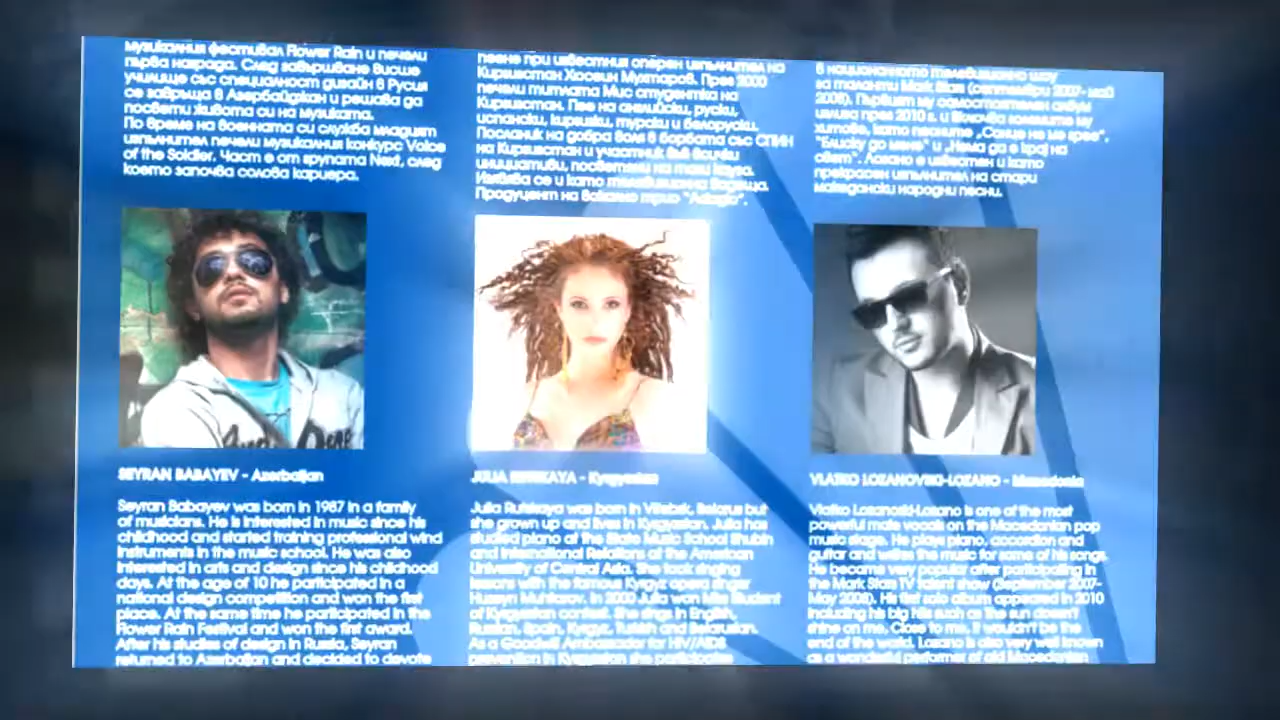 музикалния фестивал Flower Rain и печели
първа награда. След завършване висше
училище със специалност дизайн в Русия
се завръща в Азербайджан и решава да
посвети живота си на музиката.
По време на военната си служба младият
изпълнител печели музикалния конкурс Voice
of the Soldier. Част е от групата Next, след
което започва солова кариера.
пеене при известния оперен изпълнител на
Киргизстан Хюсеин Мухтаров. През 2000
печели титлата Мис студентка на
Киргизстан. Пее на английски, руски,
испански, киргизки, турски и белоруски.
Посланик на добра воля в борбата със СПИН
на Киргизстан и участник във всички
инициативи, посветени на тази кауза.
Изявява се и като телевизионна водеща.
Продуцент на вокално трио "Adagio".
в националното телевизионно шоу
за таланти Mark Stars (септември 2007- май
2008). Първият му самостоятелен албум
излиза през 2010 г. и включва големите му
хитове, като песните „Сонце не ме грее",
"Блиску до мене" и „Нема да е крај на
свет". Лозано е известен и като
прекрасен изпълнител на стари
македонски народни песни.
SEYRAN BABAYEV - Azerbaijan
Seyran Babayev was born in 1987 in a family
of musicians. He is interested in music since his
childhood and started training professional wind
instruments in the music school. He was also
interested in arts and design since his childhood
days. At the age of 10 he participated in a
national design competition and won the first
place. At the same time he participated in the
Flower Rain Festival and won the first award.
After his studies of design in Russia, Seyran
returned to Azerbaijan and decided to devote
JULIA RUTSKAYA - Kyrgyzstan
Julia Rutskaya was born in Vitebsk, Belarus but
she grown up and lives in Kyrgyzstan. Julia has
studied piano at the State Music School Shubin
and International Relations at the American
University of Central Asia. She took singing
lessons with the famous Kyrgyz opera singer
Huseyn Muhtarov. In 2000 Julia won Miss Student
of Kyrgyzstan contest. She sings in English,
Russian, Spain, Kyrgyz, Turkish and Belarusian.
As a Goodwill Ambassador for HIV/AIDS
prevention in Kyrgyzstan she participate
VLATKO LOZANOVSKI-LOZANO - Macedonia
Vlatko Lozanoski-Lozano is one of the most
powerful male vocals on the Macedonian pop
music stage. He plays piano, accordion and
guitar and writes the music for some of his songs.
He became very popular after participating in
the Mark Stars TV talent show (September 2007-
May 2008). His first solo album appeared in 2010
including his big hits such as The sun doesn't
shine on me, Close to me, It wouldn't be the
end of the world. Lozano is also very well known
as a wonderful performer of old Macedonian